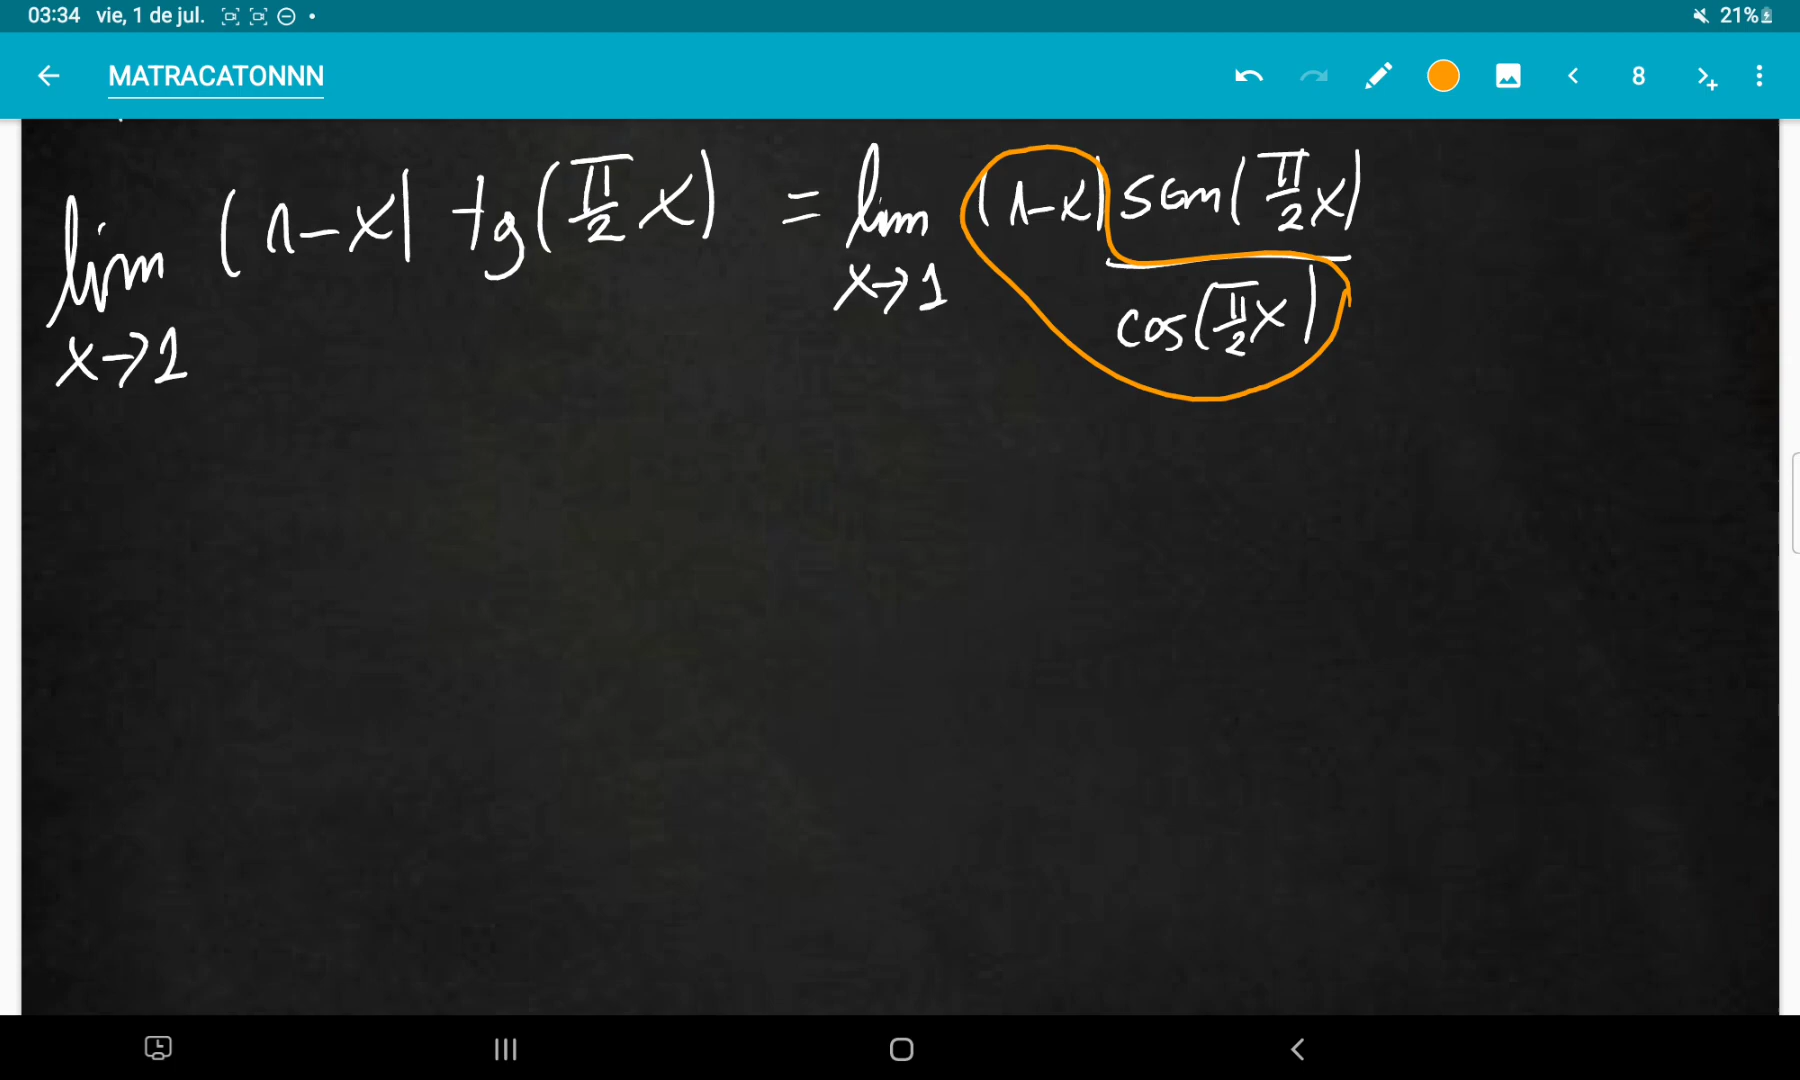 03:34 vie, 1 de jul. 21%
MATRACATONNN 8
lim x→1 (1-x) tg(π/2 x) = lim x→1 (1-x) sen(π/2 x) / cos(π/2 x)